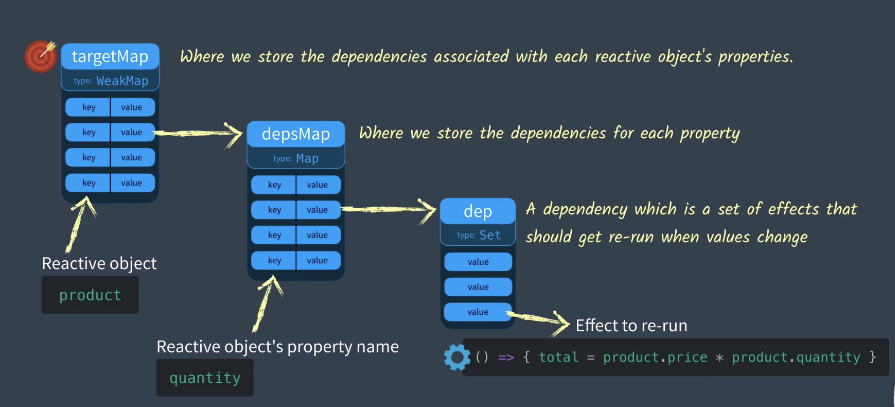 targetMap
Where we store the dependencies associated with each reactive object's properties.
type: WeakMap
key value
key value
key value
key value
depsMap
Where we store the dependencies for each property
type: Map
key value
key value
key value
key value
dep
A dependency which is a set of effects that
should get re-run when values change
type: Set
value
value
value
Reactive object
product
Reactive object's property name
quantity
Effect to re-run
() => { total = product.price * product.quantity }